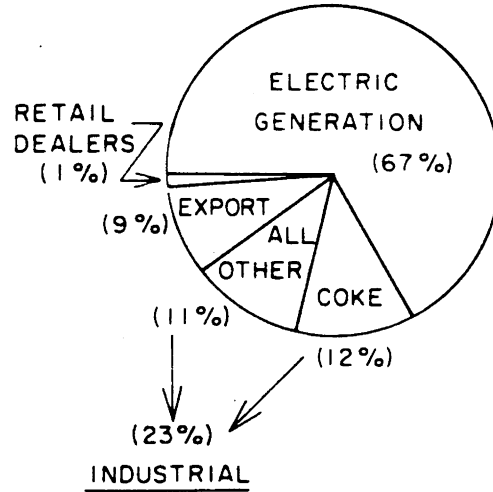 ELECTRIC
GENERATION
(67%)
RETAIL
DEALERS
(1%)
EXPORT
(9%)
ALL
OTHER
(11%)
COKE
(12%)
(23%)
INDUSTRIAL